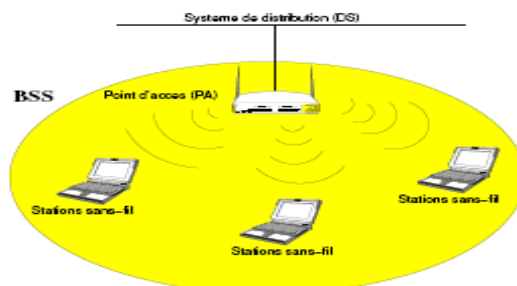 Systeme de distribution (DS)
BSS
Point d'acces (PA)
Stations sans-fil
Stations sans-fil
Stations sans-fil